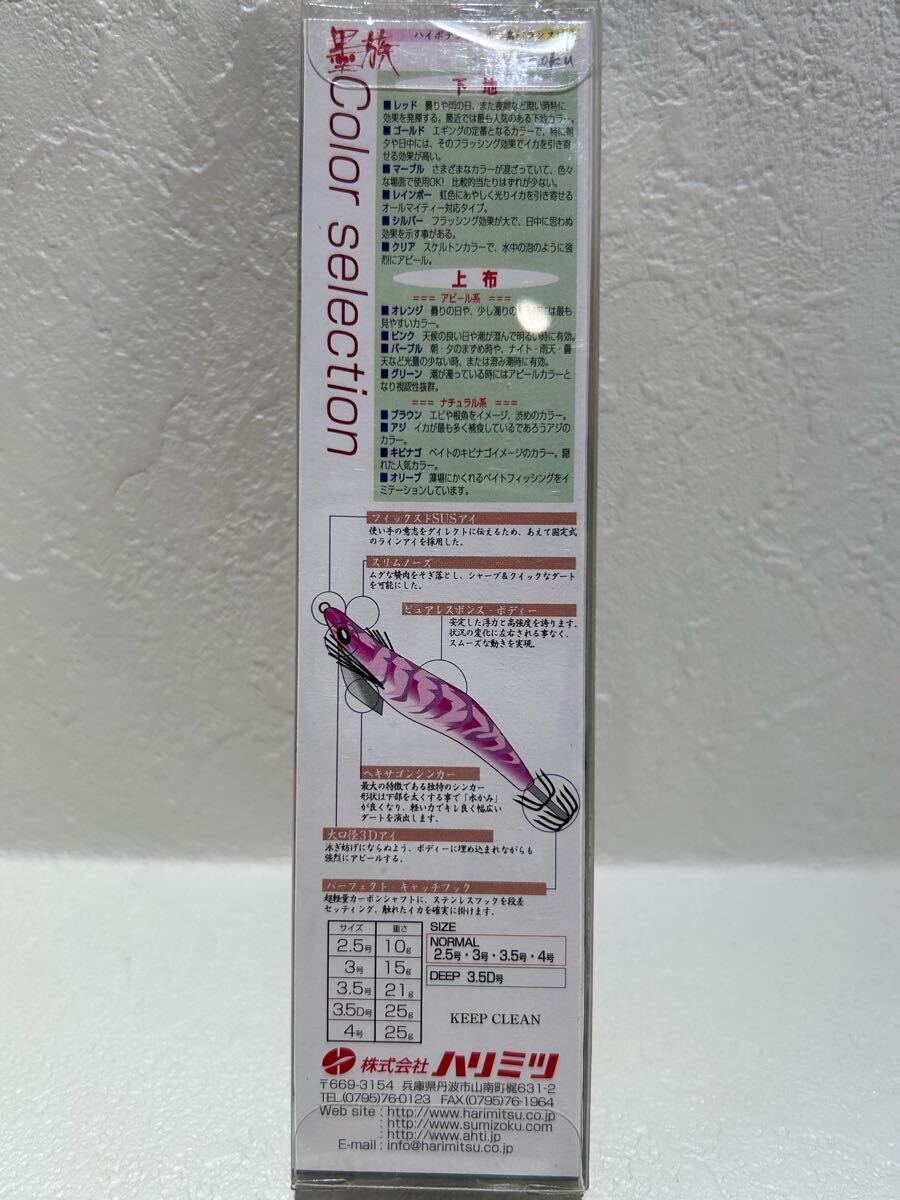 墨族
ハイポテ
高バランス
oku
Color selection
下地
■レッド 曇りや雨の日、また夜間など暗い時特に
効果を発揮する。最近では最も人気のある下地カラー。
■ゴールド エギングの定番となるカラーで、特に朝
夕や日中には、そのフラッシング効果でイカを引き寄
せる効果が高い。
■マーブル さまざまなカラーが混ざっていて、色々
な場面で使用OK! 比較的当たりはずれが少ない。
■レインボー 虹色にあやしく光りイカを引き寄せる
オールマイティー対応タイプ。
■シルバー フラッシング効果が大で、日中に思わぬ
効果を示す事がある。
■クリア スケルトンカラーで、水中の泡のように強
烈にアピール。
上布
=== アピール系 ===
■オレンジ 曇りの日や、少し濁りの には最も
見やすいカラー。
■ピンク 天候の良い日や潮が澄んで明るい時に有効。
■パープル 朝・夕のまずめ時や、ナイト・雨天・曇
天など光量の少ない時、または澄み潮時に有効。
■グリーン 潮が濁っている時にはアピールカラーと
なり視認性抜群。
=== ナチュラル系 ===
■ブラウン エビや根魚をイメージ、渋めのカラー。
■アジ イカが最も多く補食しているであろうアジの
カラー。
■キビナゴ ベイトのキビナゴイメージのカラー。隠
れた人気カラー。
■オリーブ 藻場にかくれるベイトフィッシングをイ
ミテーションしています。
フィックスドSUSアイ
使い手の意志をダイレクトに伝えるため、あえて固定式
のラインアイを採用した。
スリムノーズ
ムダな贅肉をそぎ落とし、シャープ&クイックなダート
を可能にした。
ピュアレスポンス・ボディー
安定した浮力と高強度を誇ります。
状況の変化に左右される事なく、
スムーズな動きを実現。
ヘキサゴンシンカー
最大の特徴である独特のシンカー
形状は下部を太くする事で「水かみ」
が良くなり、軽い力でキレ良く幅広い
ダートを演出します。
大口径3Dアイ
泳ぎ妨げにならぬよう、ボディーに埋め込まれながらも
強烈にアピールする。
パーフェクト・キャッチフック
超軽量カーボンシャフトに、ステンレスフックを段差
セッティング、触れたイカを確実に掛けます。
サイズ 重さ
2.5号 10g
3号 15g
3.5号 21g
3.5D号 25g
4号 25g
SIZE
NORMAL
2.5号・3号・3.5号・4号
DEEP 3.5D号
KEEP CLEAN
株式会社 ハリミツ
〒669-3154 兵庫県丹波市山南町梶631-2
TEL.(0795)76-0123 FAX.(0795)76-1964
Web site : http://www.harimitsu.co.jp
: http://www.sumizoku.com
: http://www.ahti.jp
E-mail : info@harimitsu.co.jp